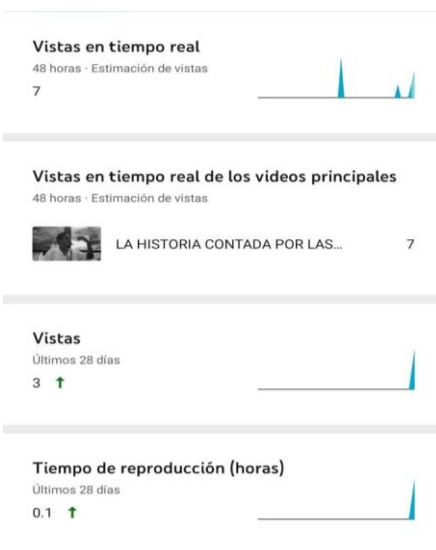 Vistas en tiempo real
48 horas · Estimación de vistas
7
Vistas en tiempo real de los videos principales
48 horas · Estimación de vistas
LA HISTORIA CONTADA POR LAS... 7
Vistas
Últimos 28 días
3
Tiempo de reproducción (horas)
Últimos 28 días
0.1